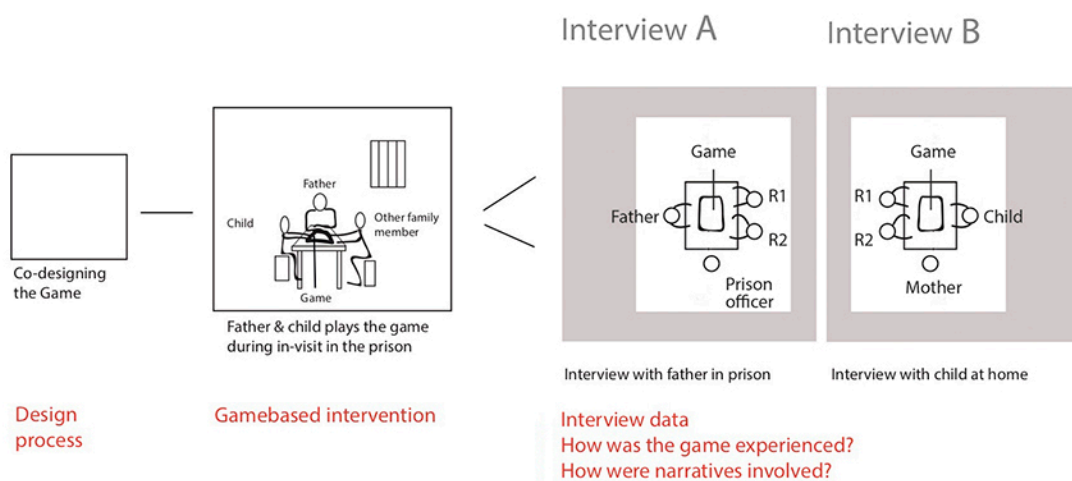 Interview A
Interview B
Father
Child
Other family
member
Game
Co-designing
the Game
Father & child plays the game
during in-visit in the prison
Game
Father
R1
R2
Prison
officer
Game
R1
R2
Child
Mother
Interview with father in prison
Interview with child at home
Design
process
Gamebased intervention
Interview data
How was the game experienced?
How were narratives involved?